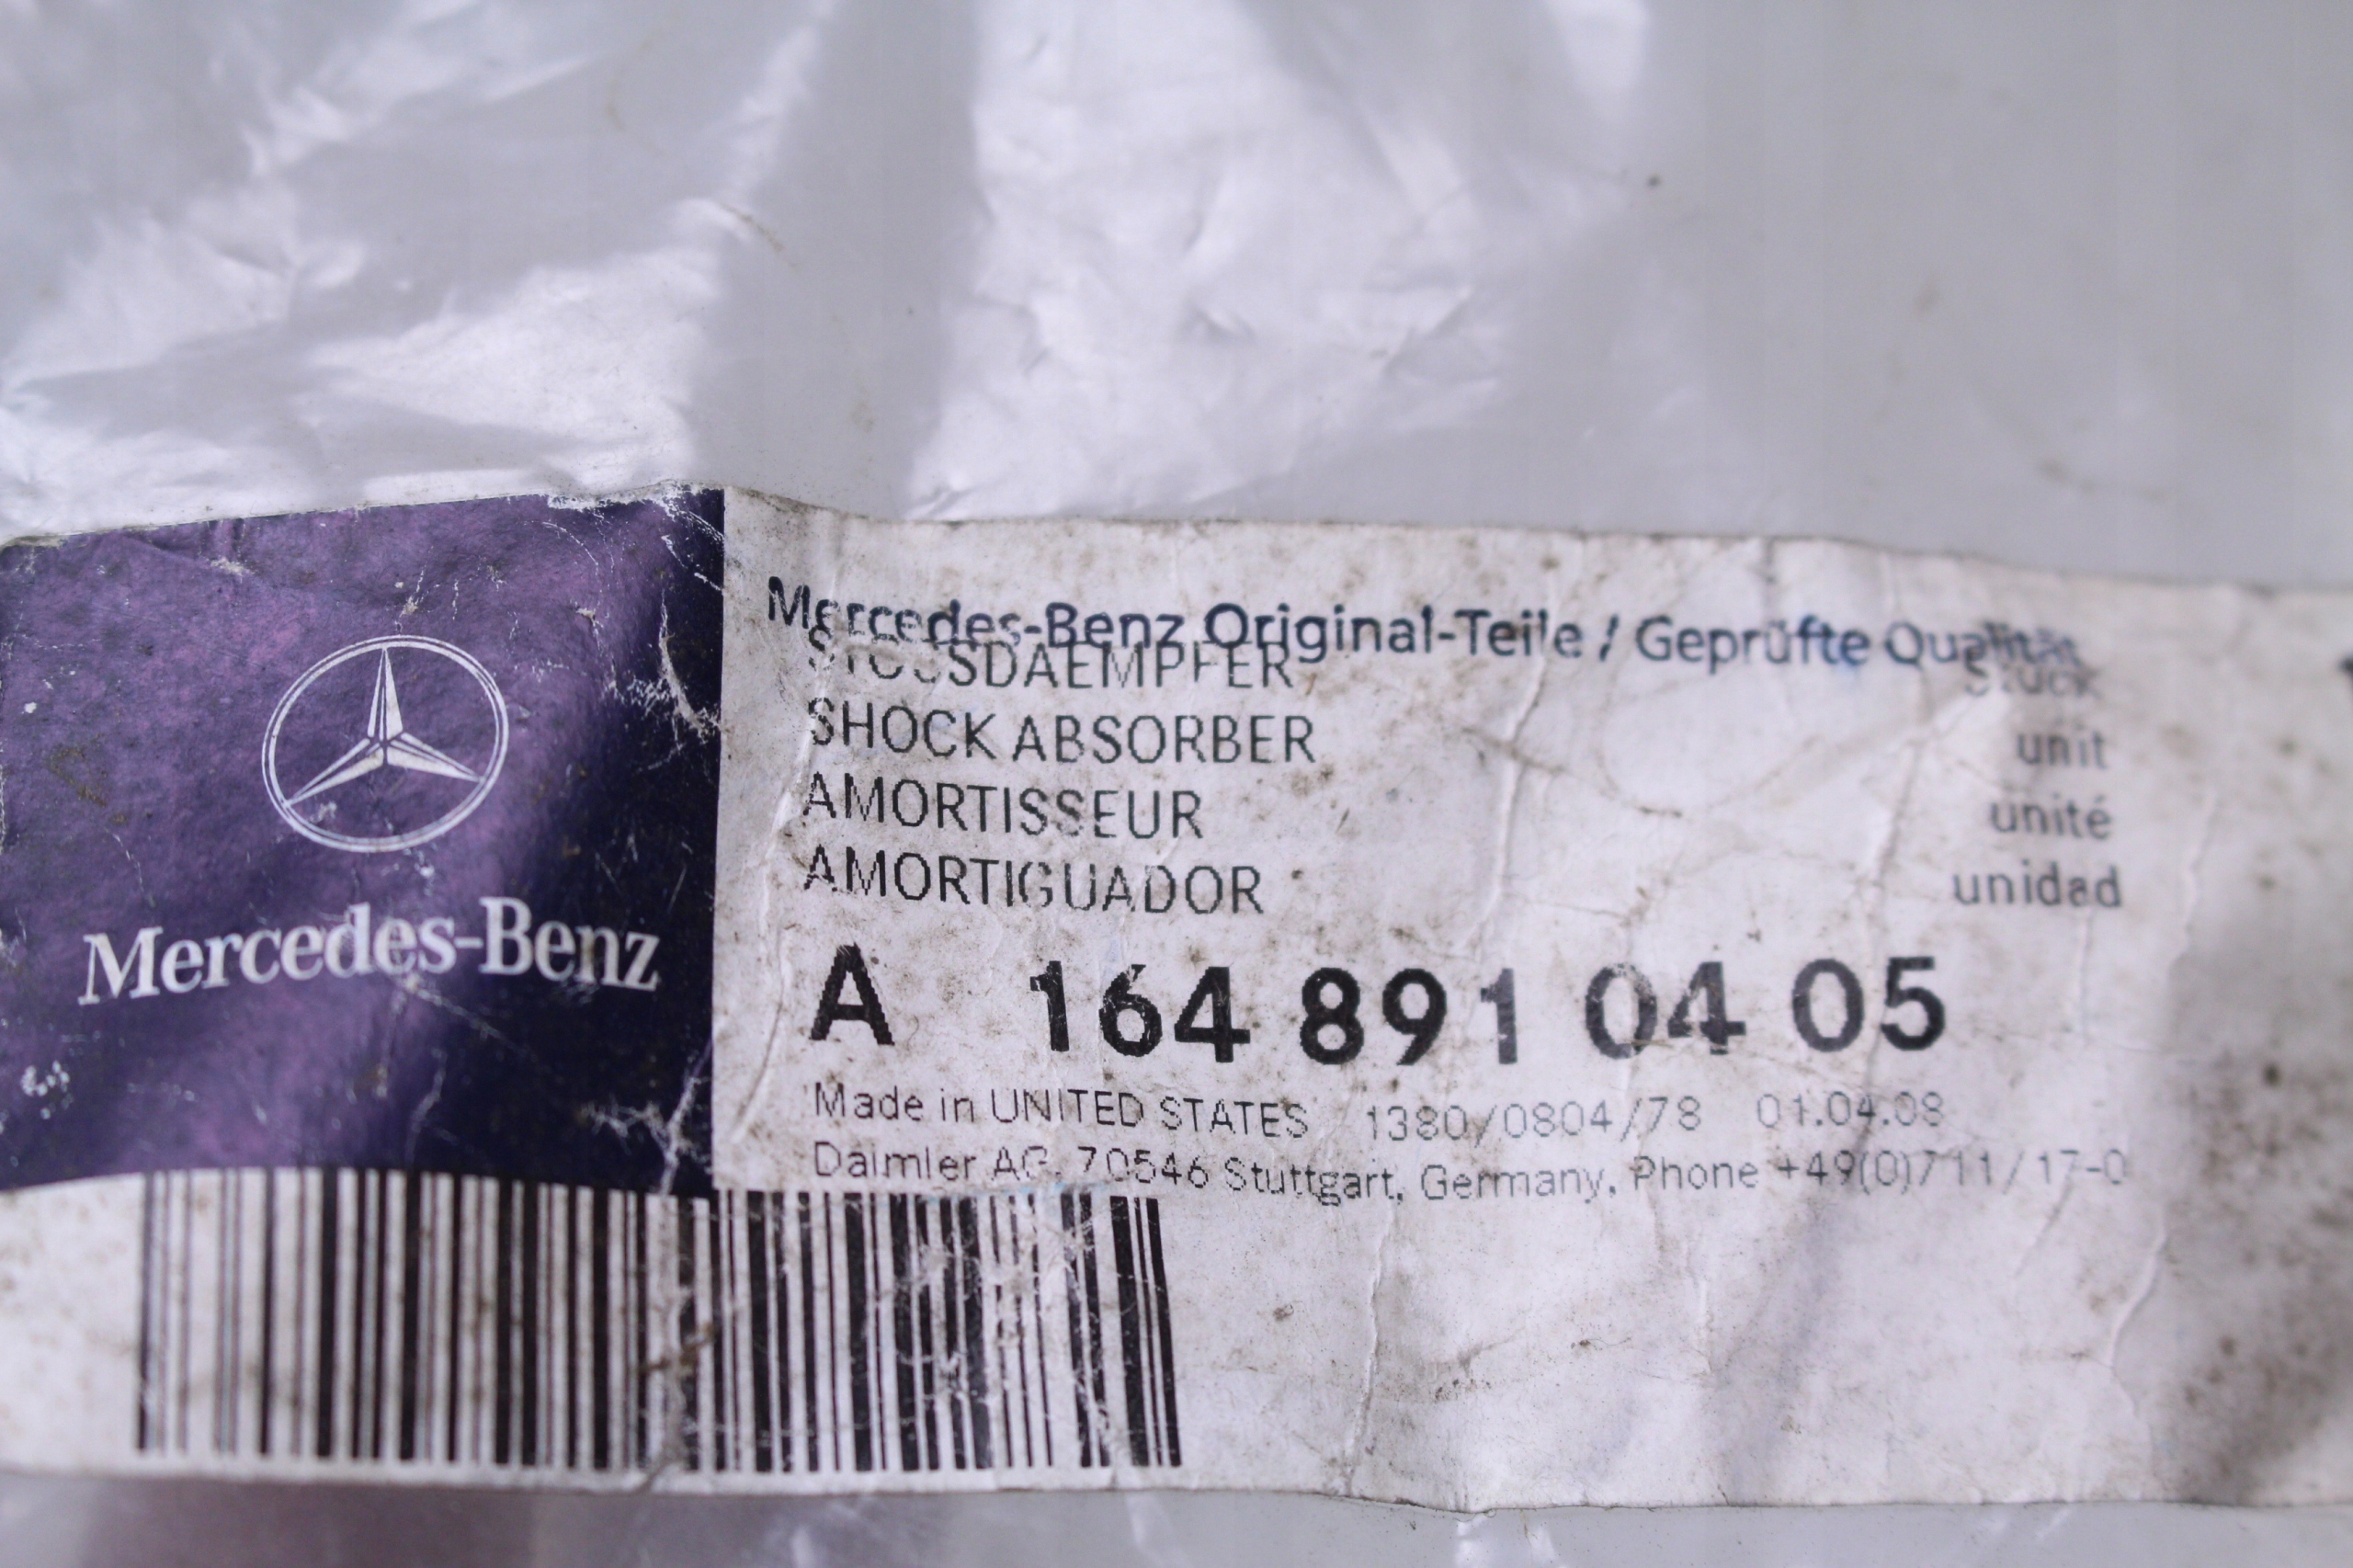 Mercedes-Benz
Mercedes-Benz Original-Teile / Geprüfte Qualität
STOSSDAEMPFER Stück
SHOCK ABSORBER unit
AMORTISSEUR unité
AMORTIGUADOR unidad
A 164 891 04 05
Made in UNITED STATES 1380/0804/78 01.04.08
Daimler AG, 70546 Stuttgart, Germany, Phone +49(0)711/17-0